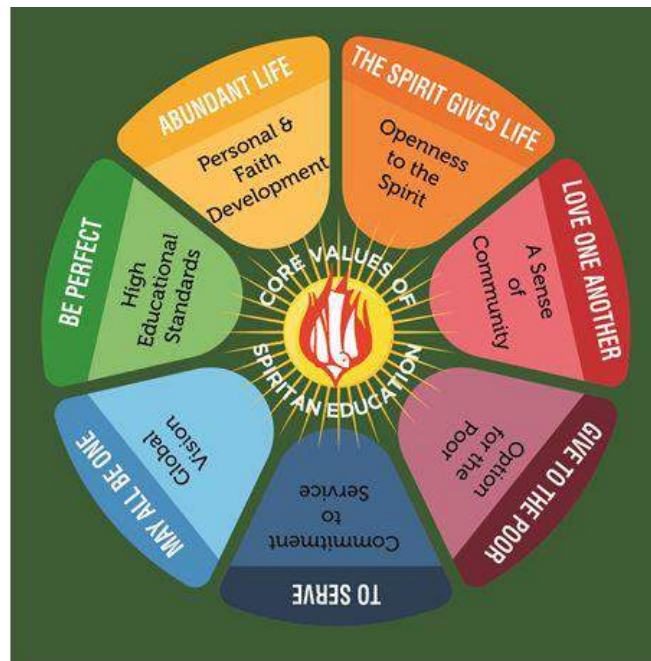 CORE VALUES OF
SPIRITAN EDUCATION
ABUNDANT LIFE
Personal &
Faith
Development
THE SPIRIT GIVES LIFE
Openness
to the
Spirit
LOVE ONE ANOTHER
A Sense
of
Community
GIVE TO THE POOR
Option
for the
Poor
TO SERVE
Commitment
to
Service
MAY ALL BE ONE
Global
Vision
BE PERFECT
High
Educational
Standards